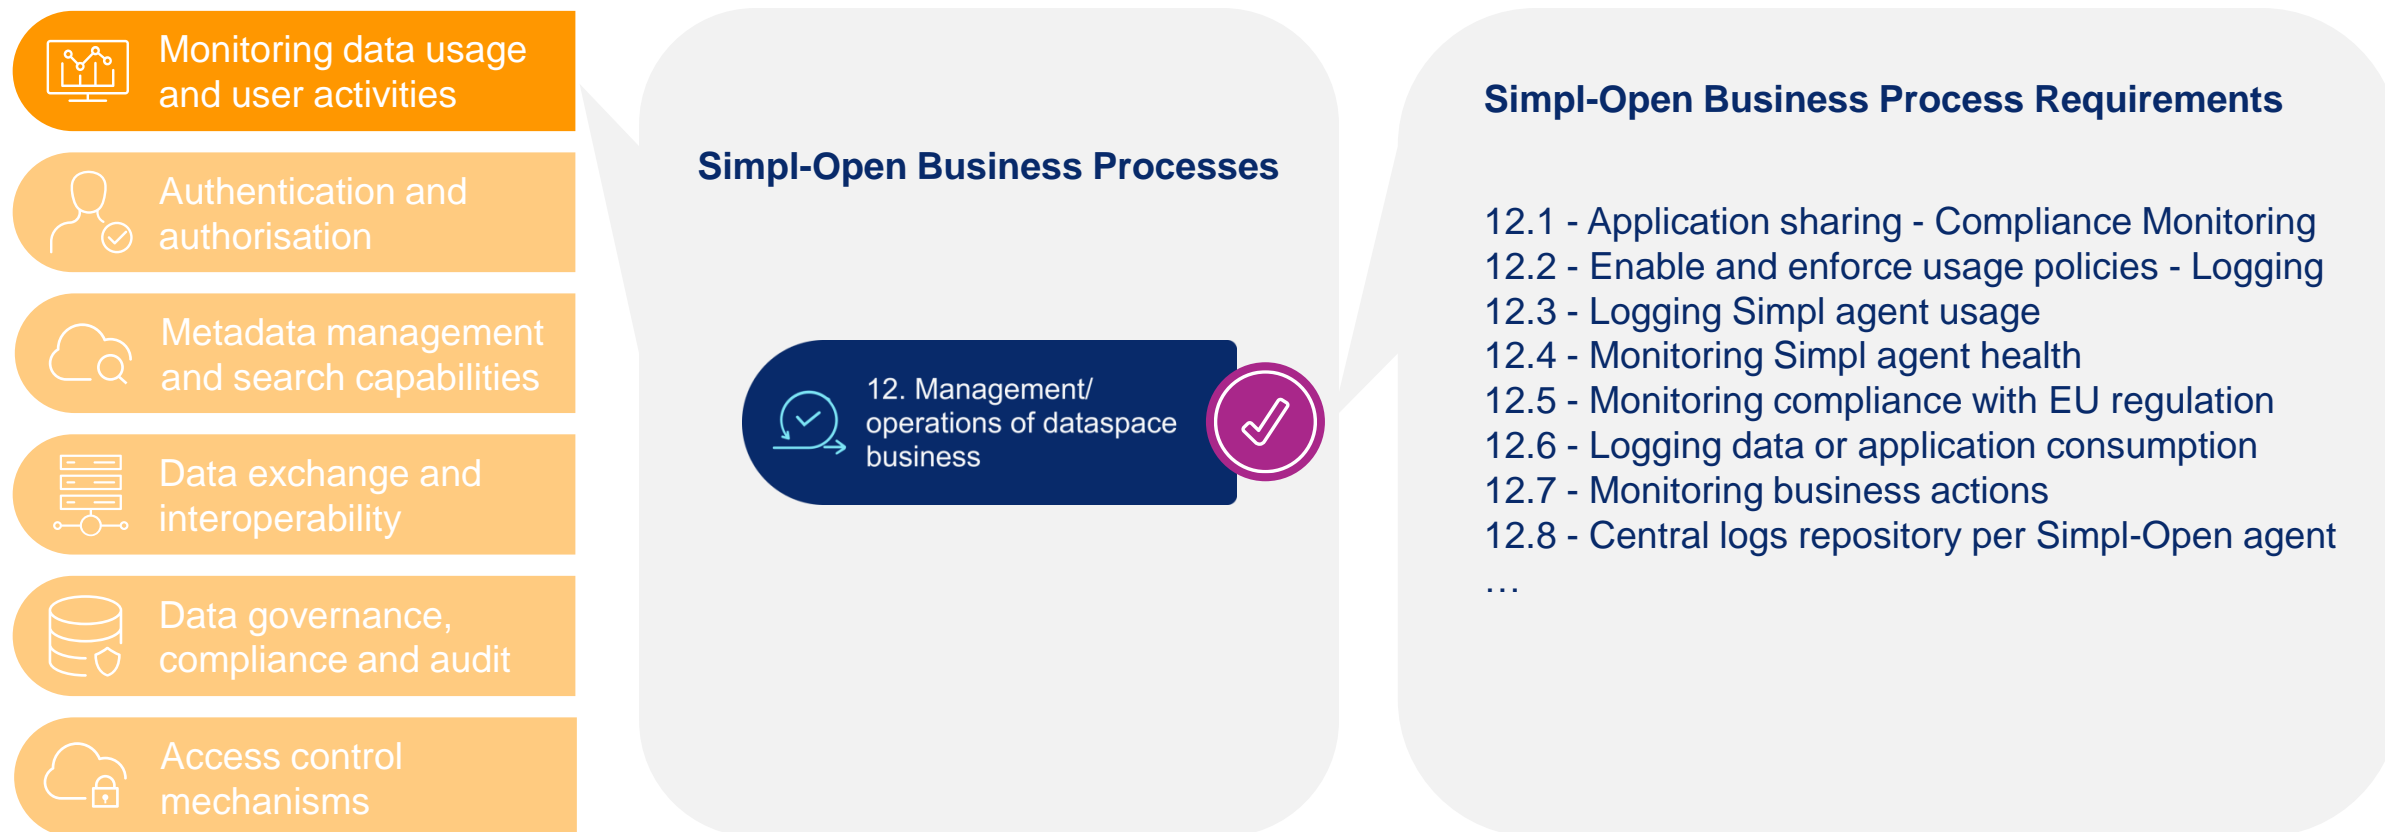 Monitoring data usage
and user activities
Authentication and
authorisation
Metadata management
and search capabilities
Data exchange and
interoperability
Data governance,
compliance and audit
Access control
mechanisms
Simpl-Open Business Processes
12. Management/
operations of dataspace
business
Simpl-Open Business Process Requirements
12.1 - Application sharing - Compliance Monitoring
12.2 - Enable and enforce usage policies - Logging
12.3 - Logging Simpl agent usage
12.4 - Monitoring Simpl agent health
12.5 - Monitoring compliance with EU regulation
12.6 - Logging data or application consumption
12.7 - Monitoring business actions
12.8 - Central logs repository per Simpl-Open agent
…